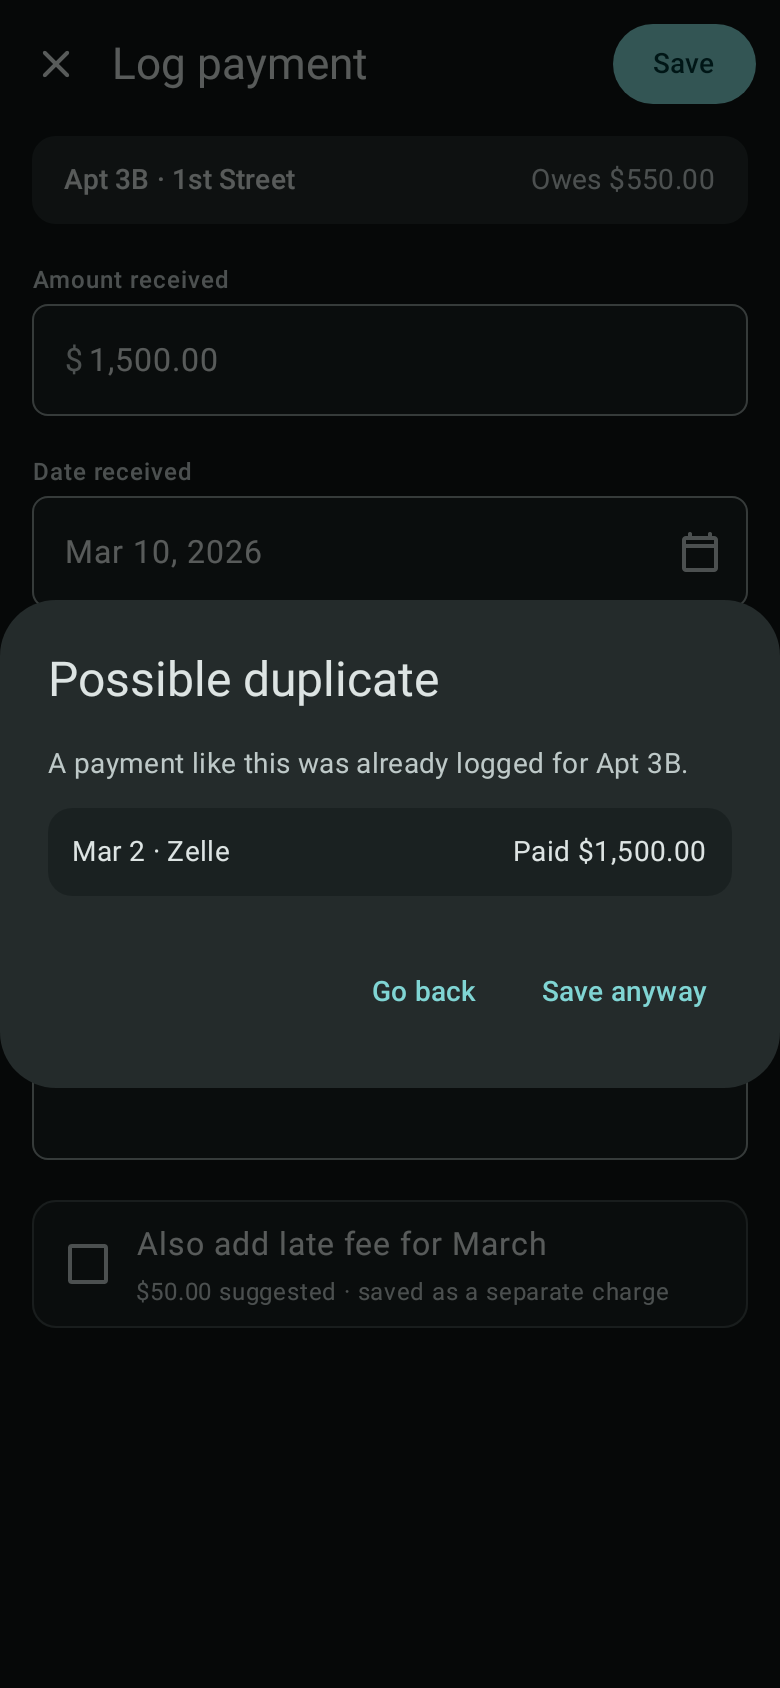 Log payment
Save
Apt 3B · 1st Street
Owes $550.00
Amount received
$ 1,500.00
Date received
Mar 10, 2026
Possible duplicate
A payment like this was already logged for Apt 3B.
Mar 2 · Zelle
Paid $1,500.00
Go back
Save anyway
Also add late fee for March
$50.00 suggested · saved as a separate charge